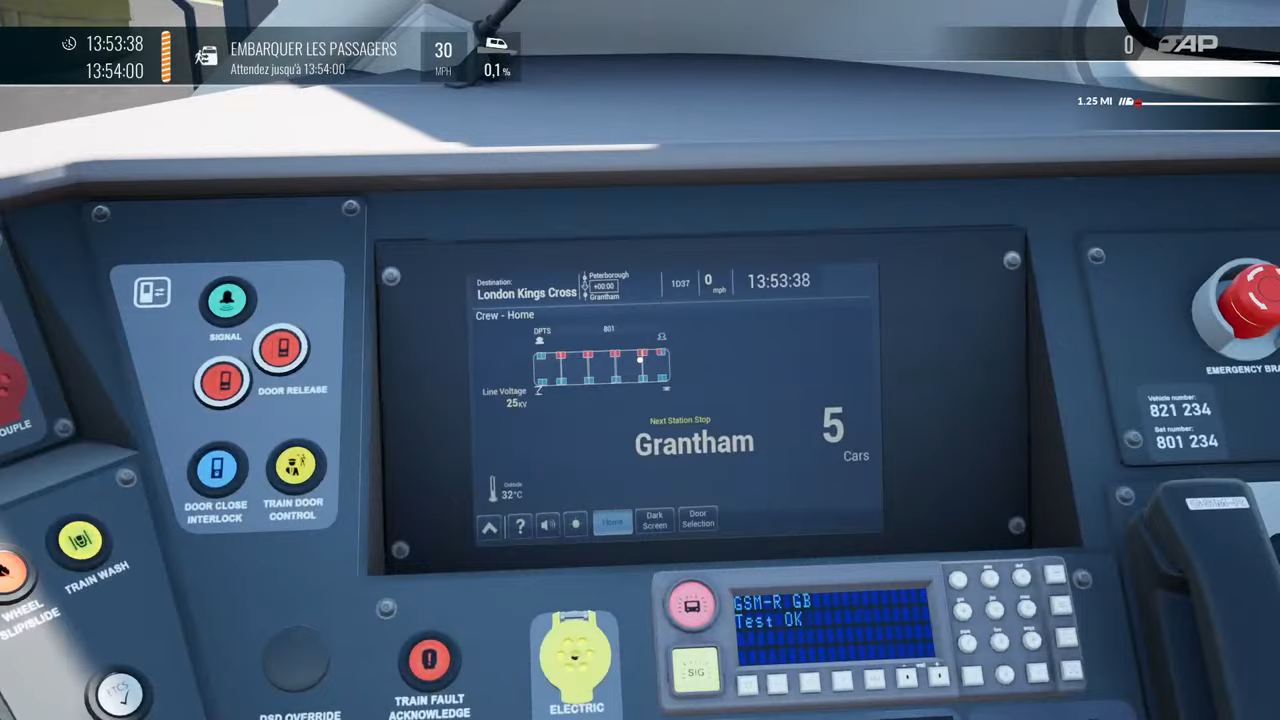 13:53:38
13:54:00
EMBARQUER LES PASSAGERS
Attendez jusqu'à 13:54:00
30
MPH
0,1 %
0
AP
1.25 MI
Destination:
London Kings Cross
Peterborough
+00:00
Grantham
1D37
0
mph
13:53:38
Crew - Home
DPTS
801
Line Voltage
25KV
Next Station Stop
Grantham
5
Cars
Outside
32°C
?
Home
Dark
Screen
Door
Selection
SIGNAL
DOOR RELEASE
DOOR CLOSE
INTERLOCK
TRAIN DOOR
CONTROL
TRAIN WASH
WHEEL
SLIP/SLIDE
OUPLE
TRAIN FAULT
ACKNOWLEDGE
DSD OVERRIDE
ELECTRIC
GSM-R GB
Test OK
SIG
EMERGENCY BRA
Vehicle number:
821 234
Set number:
801 234